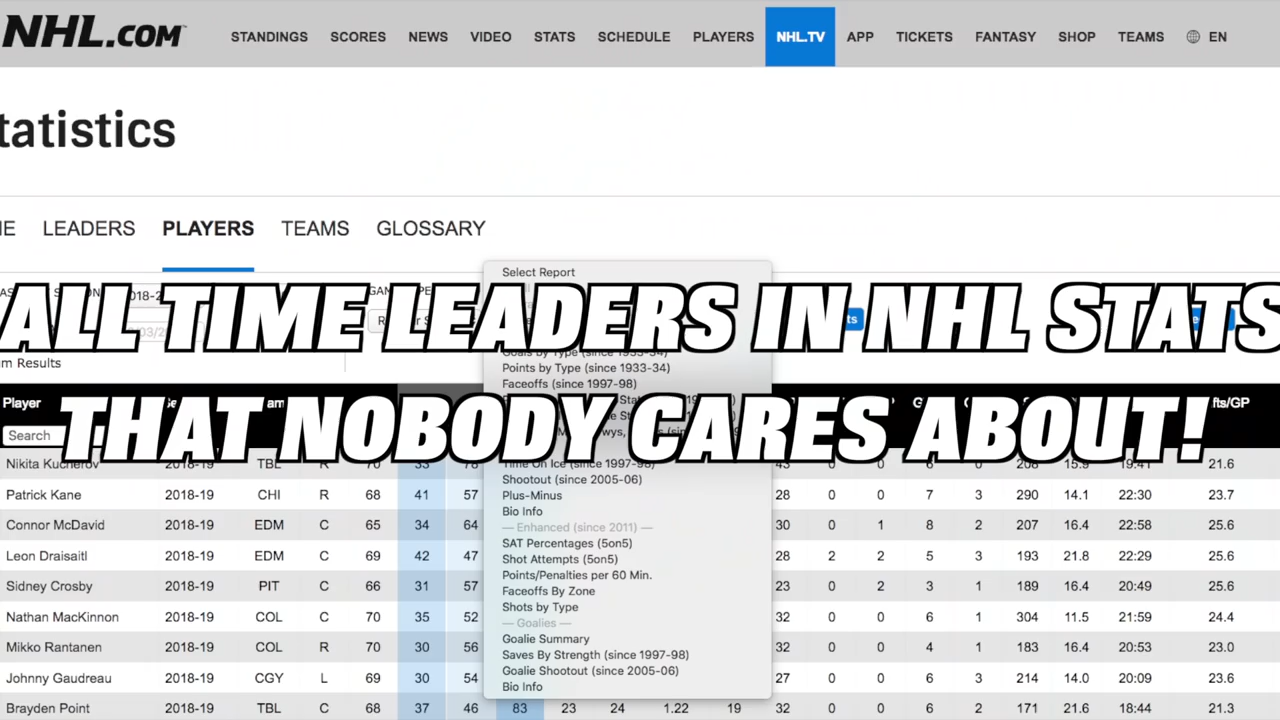 NHL.COM™ STANDINGS SCORES NEWS VIDEO STATS SCHEDULE PLAYERS NHL.TV APP TICKETS FANTASY SHOP TEAMS EN
tatistics
LEADERS PLAYERS TEAMS GLOSSARY
Select Report
ALL TIME LEADERS IN NHL STATS
Points by Type (since 1933-34)
m Results
Faceoffs (since 1997-98)
Player
THAT NOBODY CARES ABOUT!
Search
Nikita Kucherov 2018-19 TBL R 70 Time On Ice (since 1997-98) 21.6
Shootout (since 2005-06)
Patrick Kane 2018-19 CHI R 68 41 57 Plus-Minus 28 0 0 7 3 290 14.1 22:30 23.7
Bio Info
Connor McDavid 2018-19 EDM C 65 34 64 — Enhanced (since 2011) — 30 0 1 8 2 207 16.4 22:58 25.6
SAT Percentages (5on5)
Leon Draisaitl 2018-19 EDM C 69 42 47 Shot Attempts (5on5) 28 2 2 5 3 193 21.8 22:29 25.6
Points/Penalties per 60 Min.
Sidney Crosby 2018-19 PIT C 66 31 57 Faceoffs By Zone 23 0 2 3 1 189 16.4 20:49 25.6
Shots by Type
Nathan MacKinnon 2018-19 COL C 70 35 52 — Goalies — 32 0 0 6 1 304 11.5 21:59 24.4
Goalie Summary
Mikko Rantanen 2018-19 COL R 70 30 56 Saves By Strength (since 1997-98) 32 0 0 4 1 183 16.4 20:53 23.0
Goalie Shootout (since 2005-06)
Johnny Gaudreau 2018-19 CGY L 69 30 54 Bio Info 28 0 0 6 3 214 14.0 20:09 23.6
Brayden Point 2018-19 TBL C 68 37 46 83 23 24 1.22 19 32 0 0 6 2 171 21.6 18:44 21.3